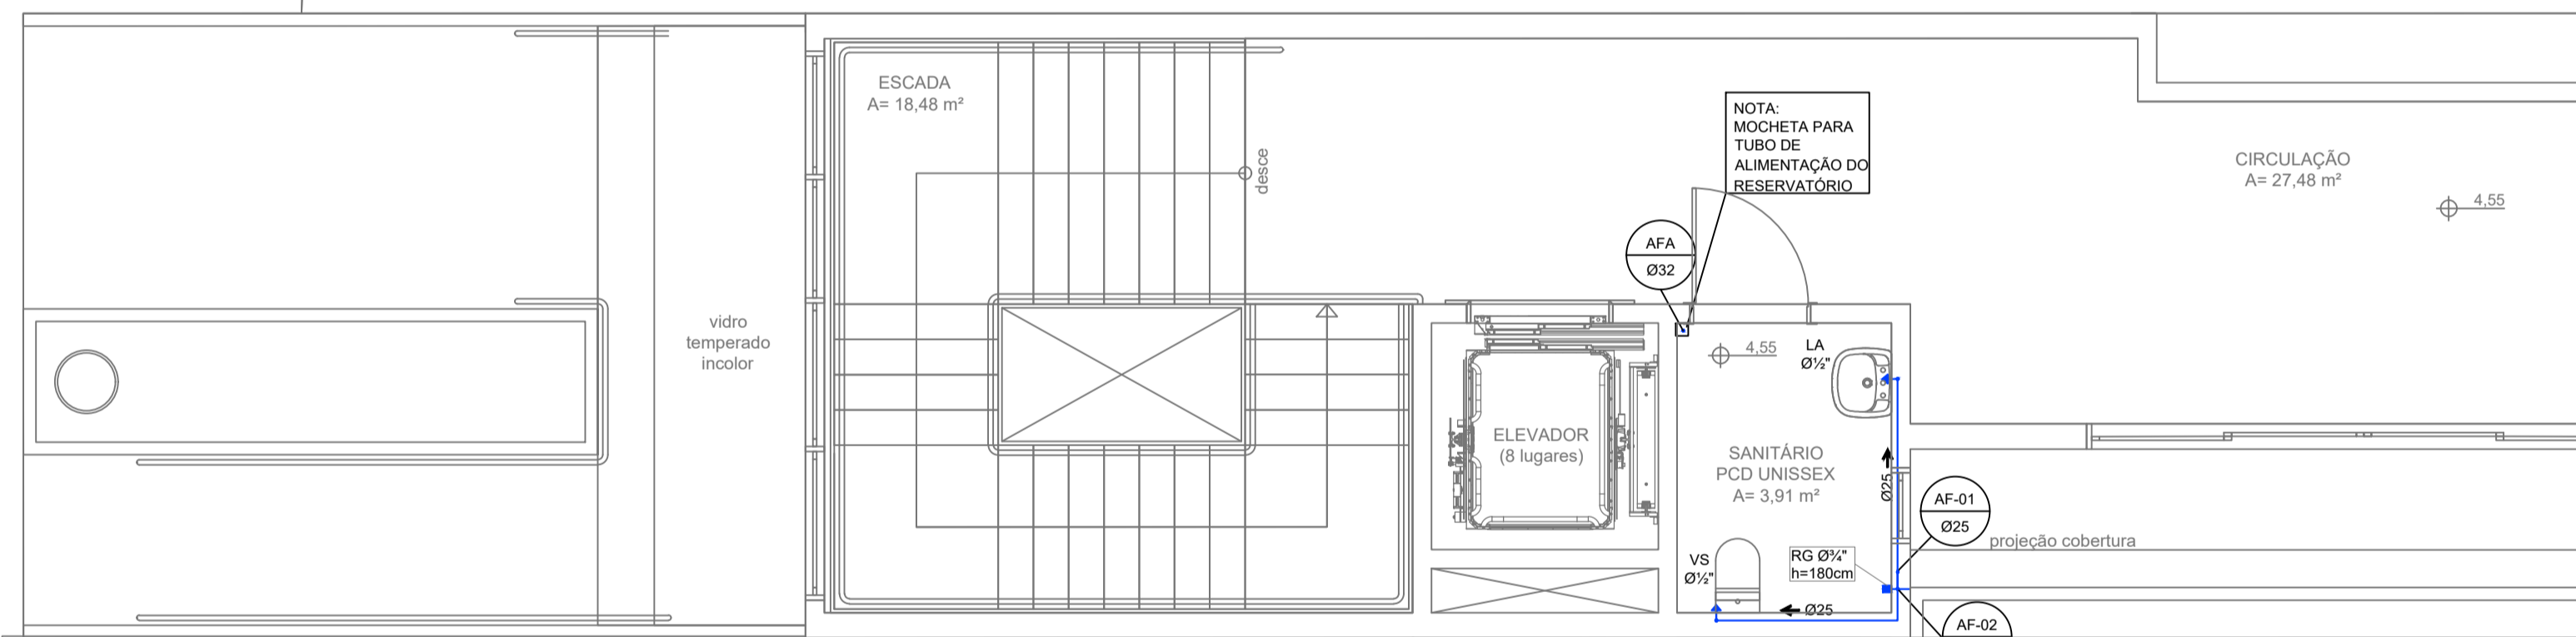 ESCADA
A= 18,48 m²
desce
vidro
temperado
incolor
NOTA:
MOCHETA PARA
TUBO DE
ALIMENTAÇÃO DO
RESERVATÓRIO
CIRCULAÇÃO
A= 27,48 m²
4,55
AFA
Ø32
4,55
LA
Ø½"
ELEVADOR
(8 lugares)
SANITÁRIO
PCD UNISSEX
A= 3,91 m²
Ø25
AF-01
Ø25
projeção cobertura
VS
Ø½"
RG Ø¾"
h=180cm
Ø25
AF-02